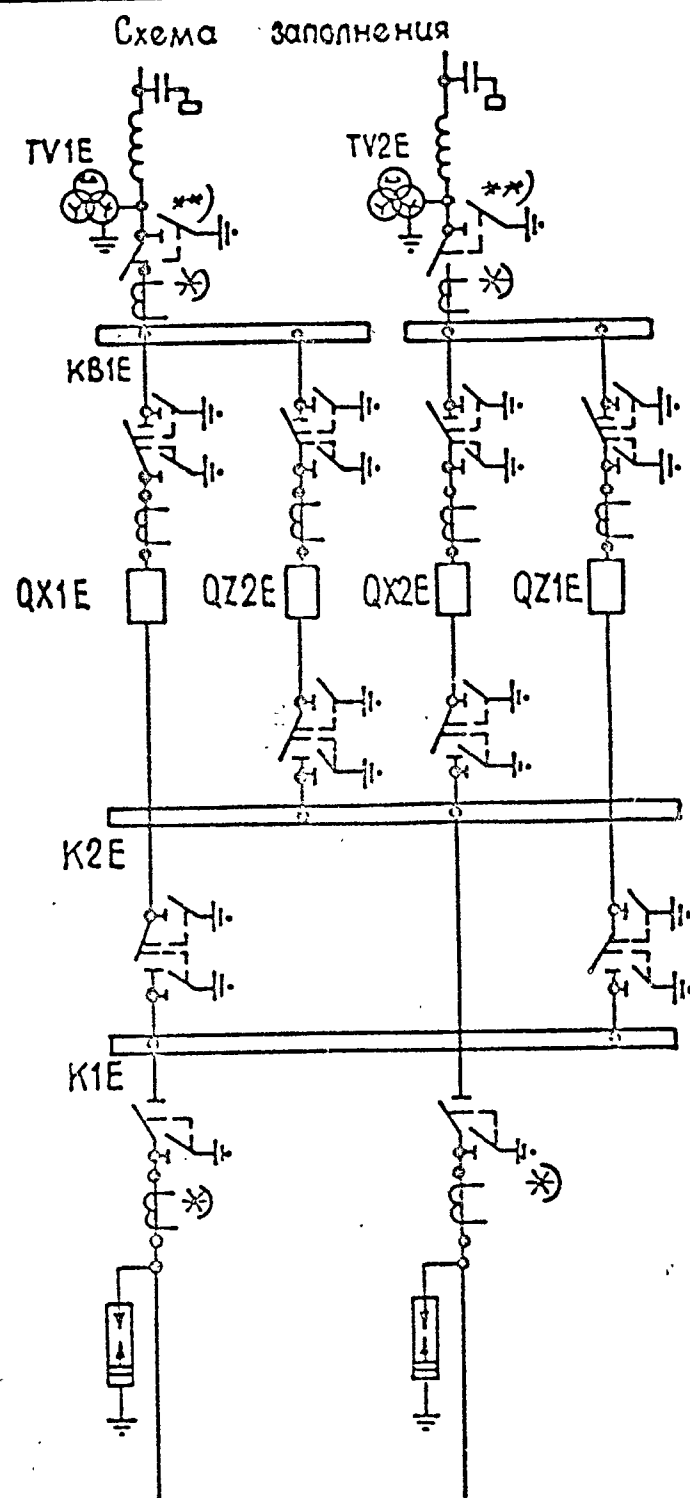 Схема заполнения
TV1E
TV2E
**)
**)
*)
*)
KB1E
QX1E
QZ2E
QX2E
QZ1E
K2E
K1E
*)
*)